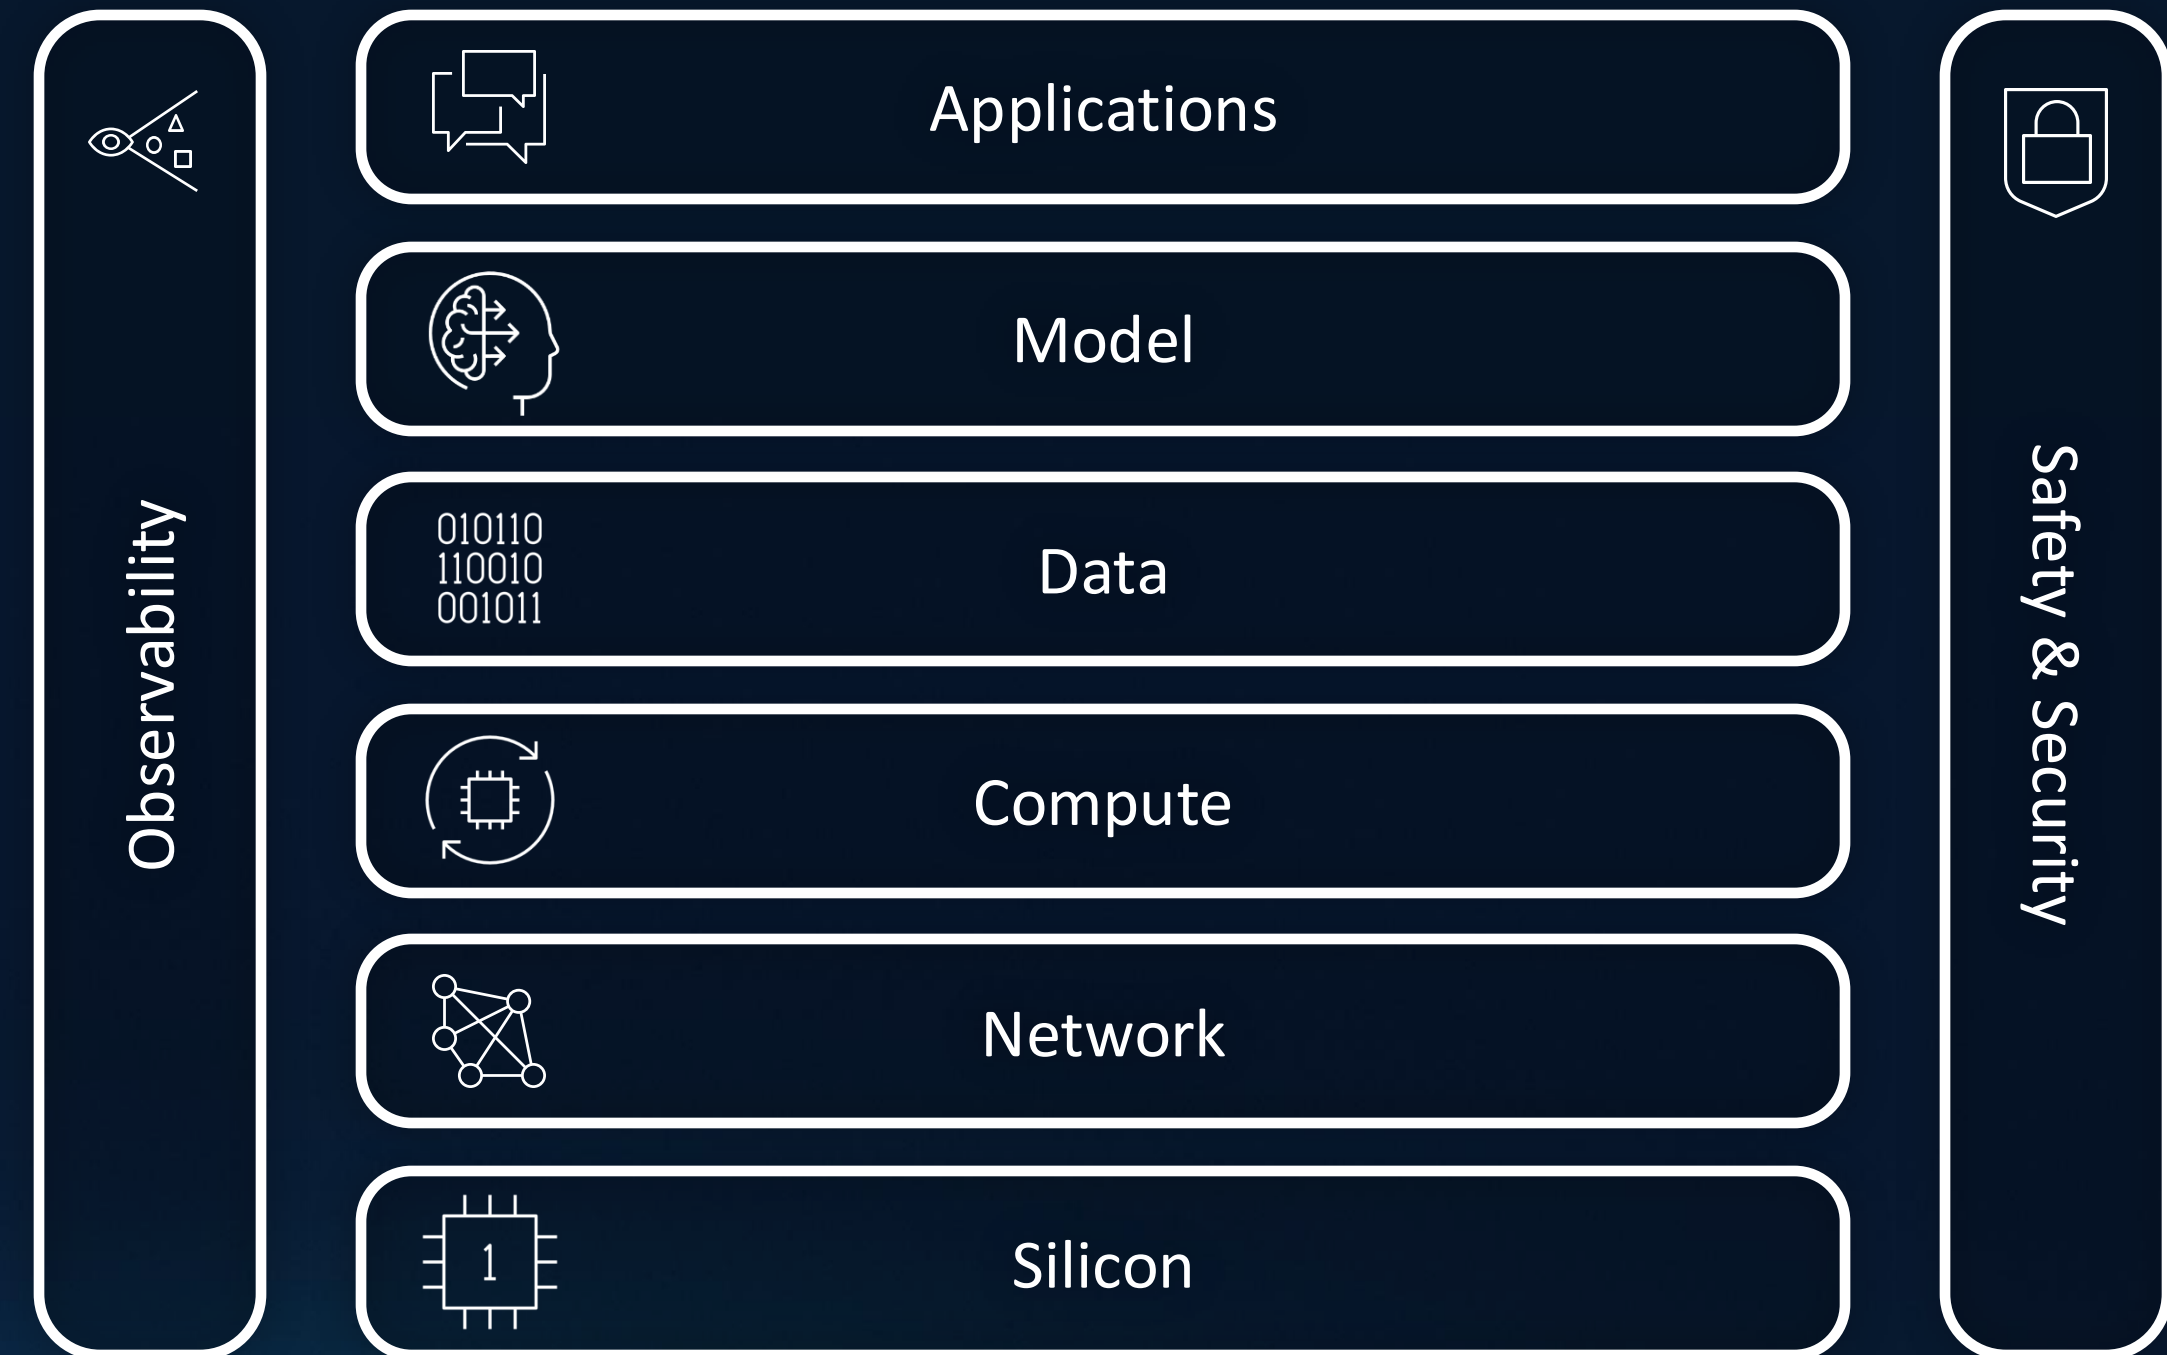 Observability
Applications
Model
010110
110010
001011
Data
Compute
Network
1
Silicon
Safety & Security